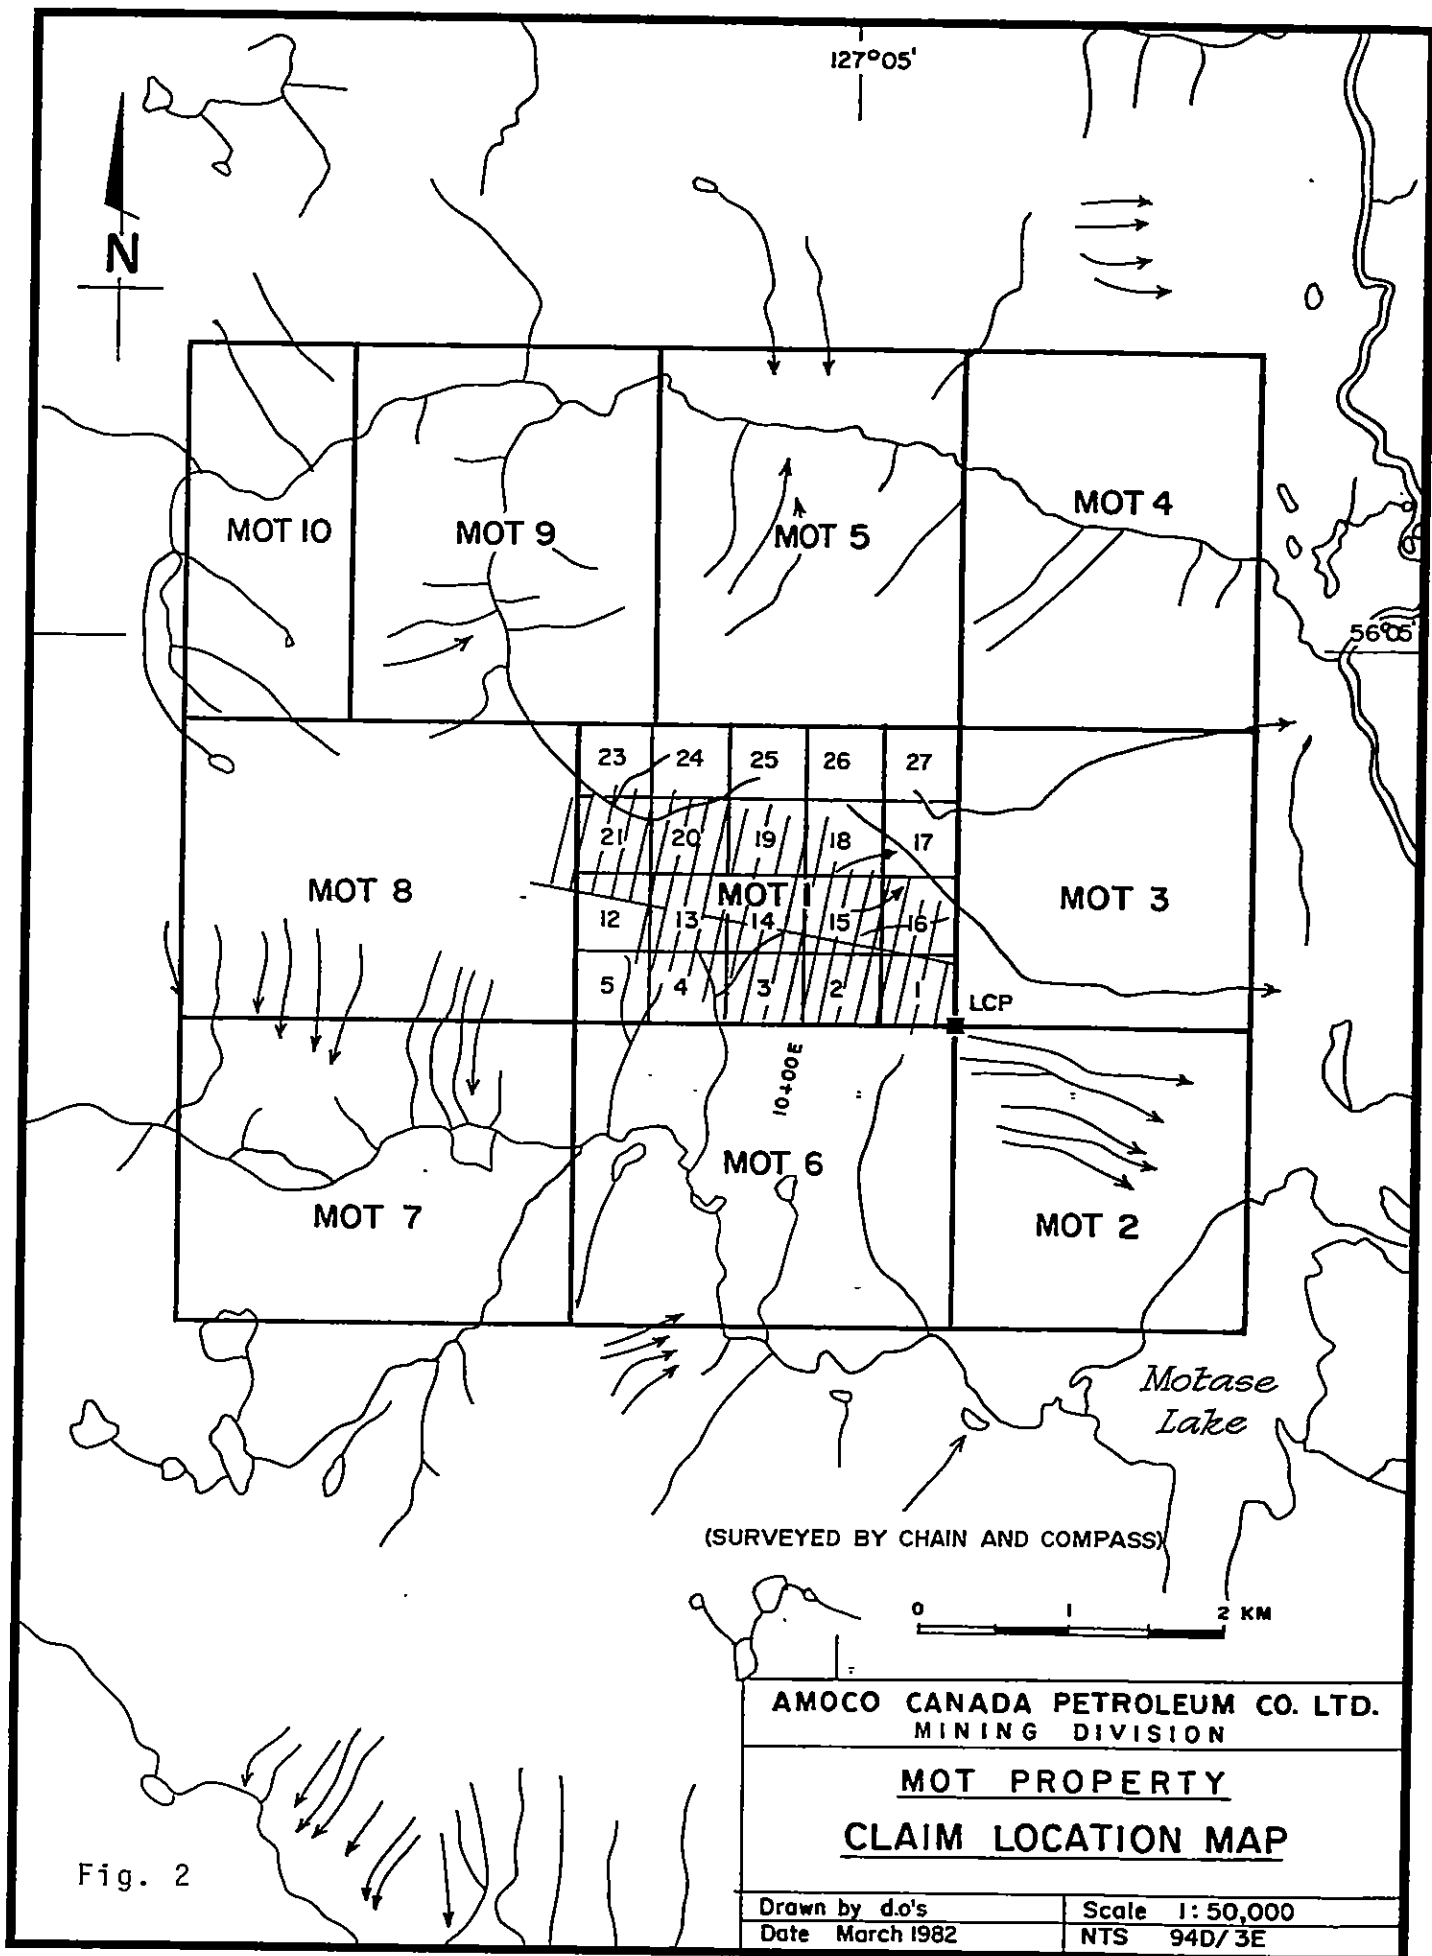 127°05'
N
MOT 10
MOT 9
MOT 5
MOT 4
56°05'
23 24 25 26 27
21 20 19 18 17
MOT 8
MOT 1
MOT 3
12 13 14 15 16
5 4 3 2 1
LCP
10+00E
MOT 6
MOT 7
MOT 2
Motase
Lake
(SURVEYED BY CHAIN AND COMPASS)
0 1 2 KM
AMOCO CANADA PETROLEUM CO. LTD.
MINING DIVISION
MOT PROPERTY
CLAIM LOCATION MAP
Fig. 2
Drawn by d.o's Scale 1:50,000
Date March 1982 NTS 94D/3E